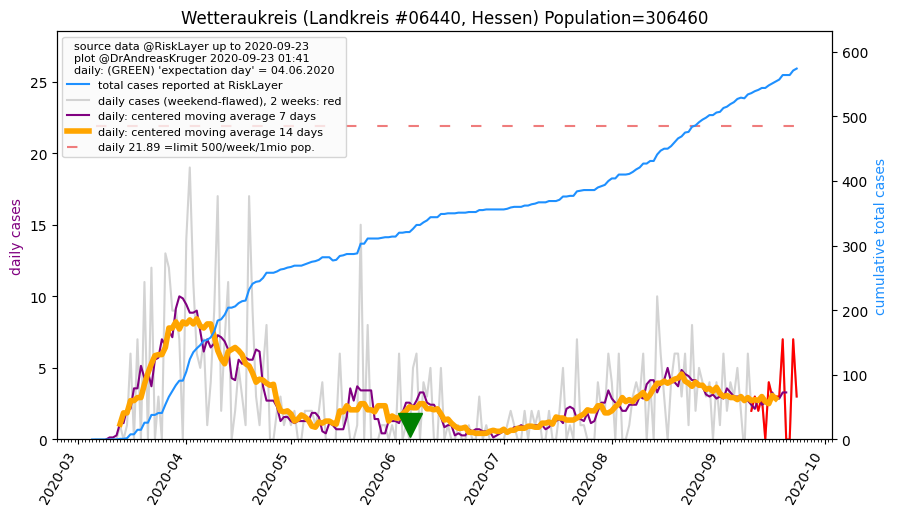 Wetteraukreis (Landkreis #06440, Hessen) Population=306460
source data @RiskLayer up to 2020-09-23
plot @DrAndreasKruger 2020-09-23 01:41
daily: (GREEN) 'expectation day' = 04.06.2020
total cases reported at RiskLayer
daily cases (weekend-flawed), 2 weeks: red
daily: centered moving average 7 days
daily: centered moving average 14 days
daily 21.89 =limit 500/week/1mio pop.
daily cases
25
20
15
10
5
0
cumulative total cases
600
500
400
300
200
100
0
2020-03
2020-04
2020-05
2020-06
2020-07
2020-08
2020-09
2020-10